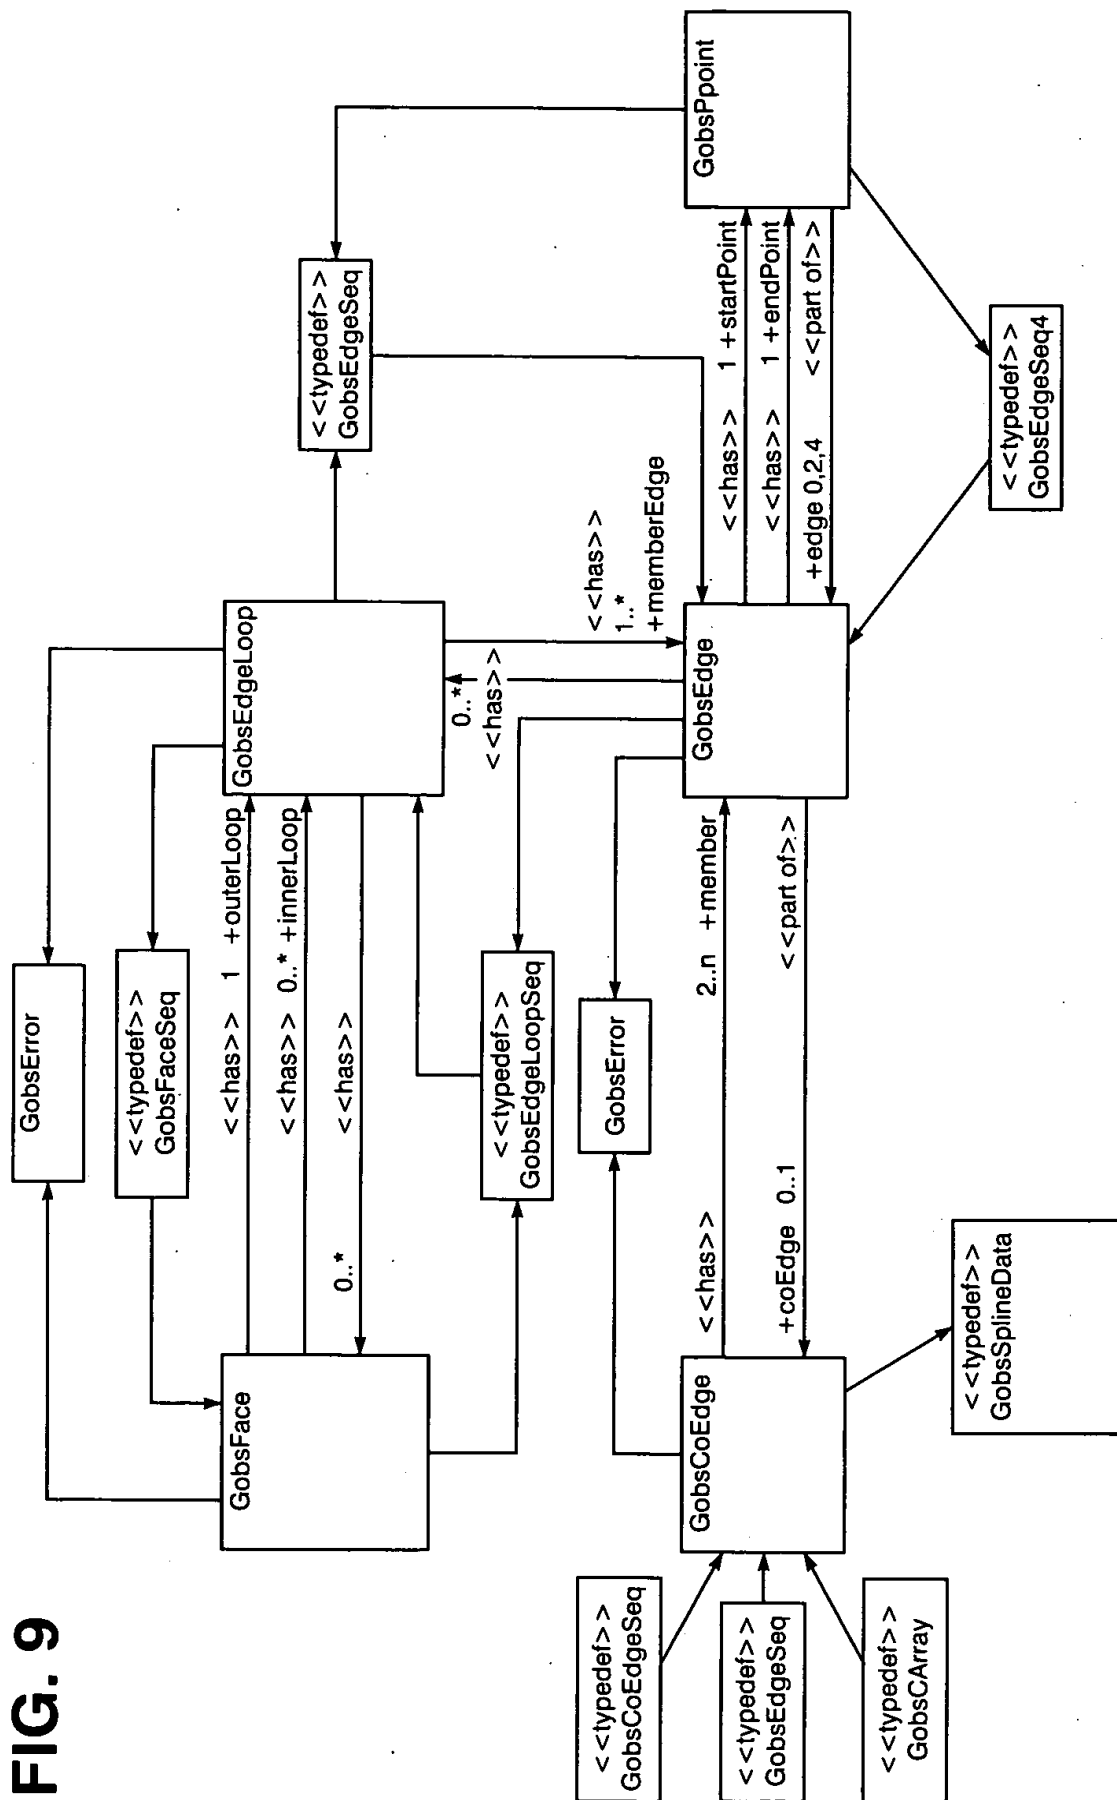 FIG. 9
GobsError
<<typedef>>
GobsFaceSeq
GobsFace
<<has>> 1 +outerLoop
<<has>> 0..* +innerLoop
0..* <<has>>
GobsEdgeLoop
<<typedef>>
GobsEdgeSeq
<<typedef>>
GobsEdgeLoopSeq
0..*
<<has>>
<<has>>
1..*
+memberEdge
GobsError
<<typedef>>
GobsCoEdgeSeq
<<typedef>>
GobsEdgeSeq
<<typedef>>
GobsCArray
GobsCoEdge
<<has>> 2..n +member
+coEdge 0..1 <<part of>>
GobsEdge
<<has>> 1 +startPoint
<<has>> 1 +endPoint
+edge 0,2,4 <<part of>>
GobsPpoint
<<typedef>>
GobsSplineData
<<typedef>>
GobsEdgeSeq4